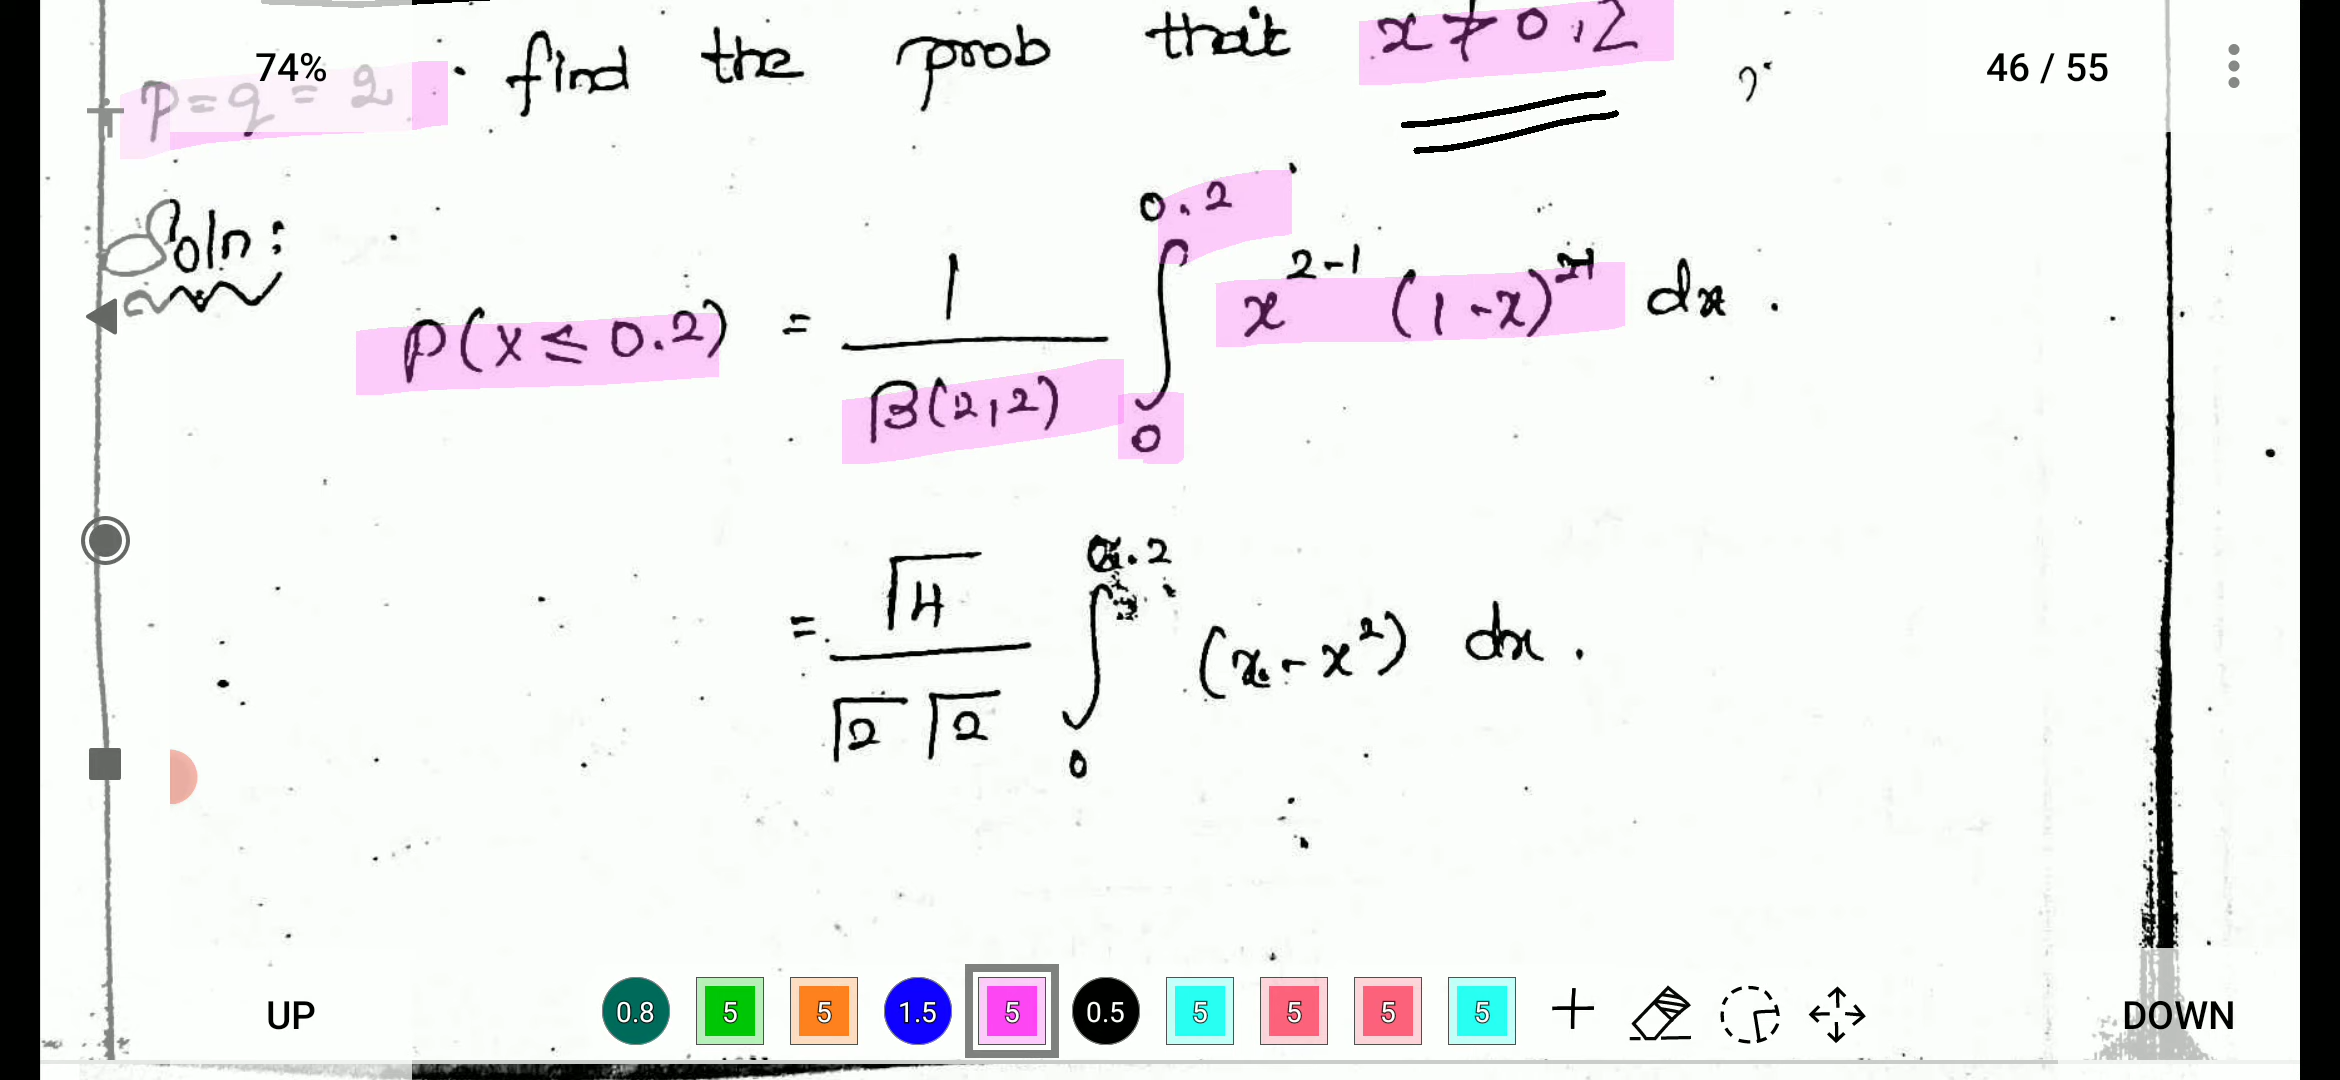 find the prob that x ≯ 0.2
74%
46 / 55
p = q = 2.
Soln:
P(X ≤ 0.2) = 1/β(2,2) ∫₀^0.2 x^(2-1) (1-x)^(2-1) dx.
= Γ4/(Γ2 Γ2) ∫₀^0.2 (x - x²) dx.
UP
0.8 5 5 1.5 5 0.5 5 5 5 5
DOWN